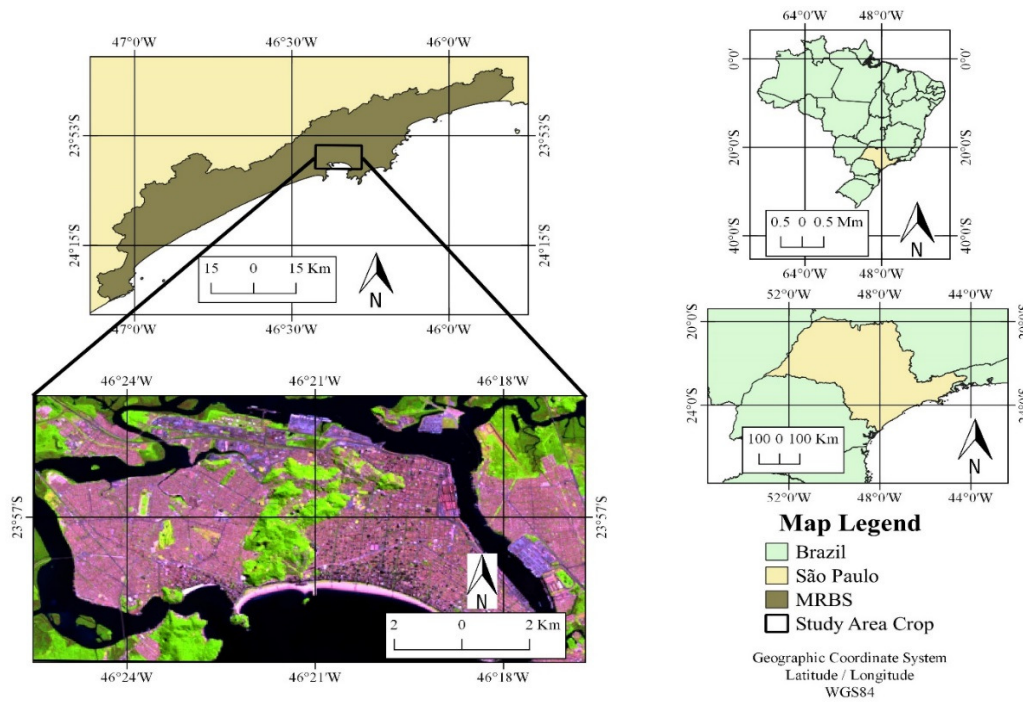 47°0'W 46°30'W 46°0'W
23°53'S 23°53'S
24°15'S 24°15'S
15 0 15 Km
N
47°0'W 46°30'W 46°0'W
46°24'W 46°21'W 46°18'W
23°57'S 23°57'S
N
2 0 2 Km
46°24'W 46°21'W 46°18'W
64°0'W 48°0'W
0°0' 0°0'
20°0'S 20°0'S
40°0'S 40°0'S
0.5 0 0.5 Mm
N
64°0'W 48°0'W
52°0'W 48°0'W 44°0'W
20°0'S 20°0'S
24°0'S 24°0'S
100 0 100 Km
N
52°0'W 48°0'W 44°0'W
Map Legend
Brazil
São Paulo
MRBS
Study Area Crop
Geographic Coordinate System
Latitude / Longitude
WGS84